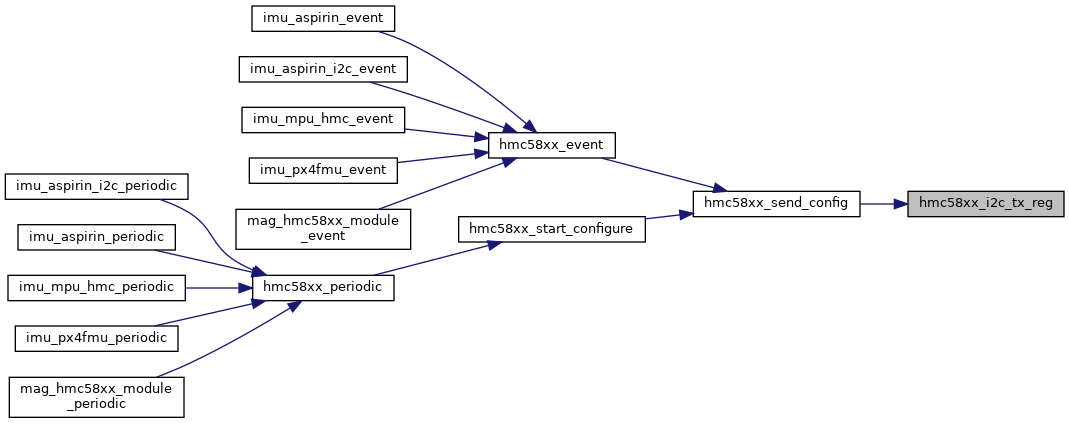 imu_aspirin_event
imu_aspirin_i2c_event
imu_mpu_hmc_event
hmc58xx_event
imu_px4fmu_event
imu_aspirin_i2c_periodic
hmc58xx_send_config
hmc58xx_i2c_tx_reg
mag_hmc58xx_module
_event
hmc58xx_start_configure
imu_aspirin_periodic
imu_mpu_hmc_periodic
hmc58xx_periodic
imu_px4fmu_periodic
mag_hmc58xx_module
_periodic